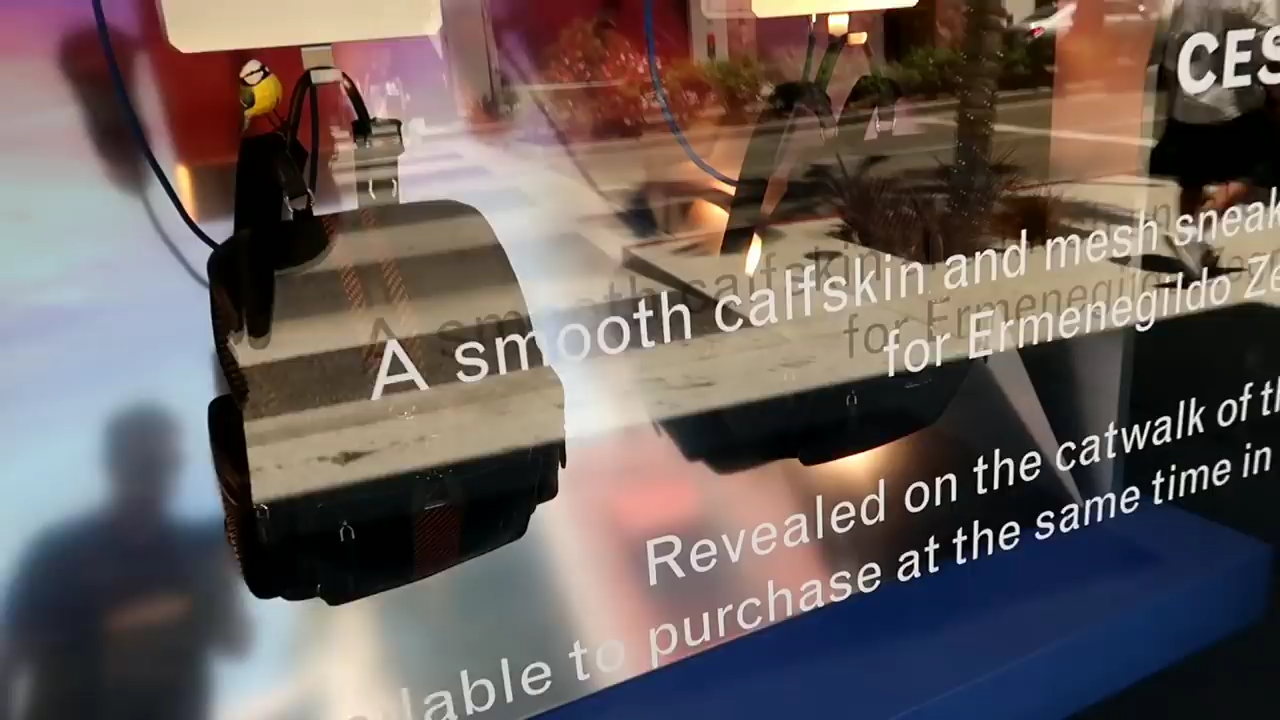 CES
A smooth calfskin and mesh sneak
for Ermenegildo Ze
Revealed on the catwalk of th
lable to purchase at the same time in